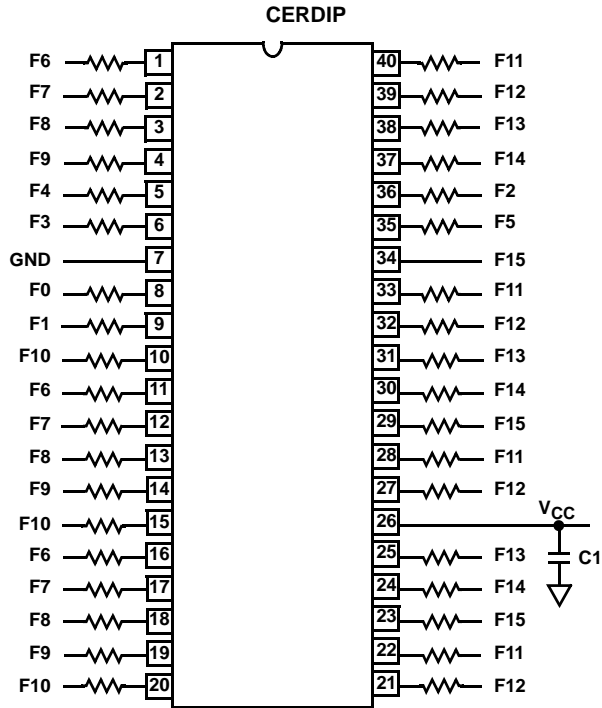 CERDIP
F6 1 40 F11
F7 2 39 F12
F8 3 38 F13
F9 4 37 F14
F4 5 36 F2
F3 6 35 F5
GND 7 34 F15
F0 8 33 F11
F1 9 32 F12
F10 10 31 F13
F6 11 30 F14
F7 12 29 F15
F8 13 28 F11
F9 14 27 F12
F10 15 26 VCC
F6 16 25 F13 C1
F7 17 24 F14
F8 18 23 F15
F9 19 22 F11
F10 20 21 F12